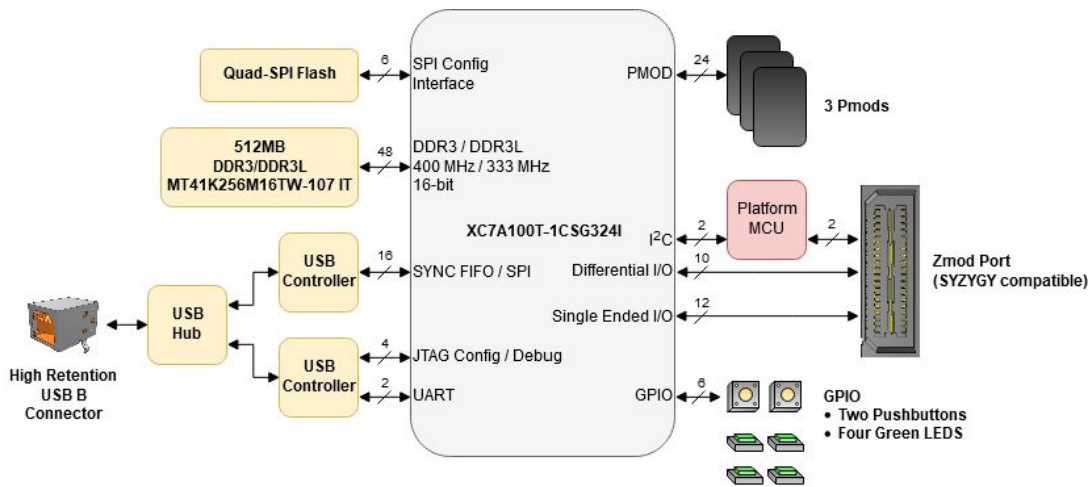 Quad-SPI Flash
6
SPI Config
Interface
PMOD
24
3 Pmods
512MB
DDR3/DDR3L
MT41K256M16TW-107 IT
48
DDR3 / DDR3L
400 MHz / 333 MHz
16-bit
XC7A100T-1CSG324I
I²C
2
Platform
MCU
2
Zmod Port
(SYZYGY compatible)
USB
Controller
16
SYNC FIFO / SPI
Differential I/O
10
Single Ended I/O
12
USB
Hub
High Retention
USB B
Connector
USB
Controller
4
JTAG Config / Debug
2
UART
GPIO
6
GPIO
• Two Pushbuttons
• Four Green LEDS